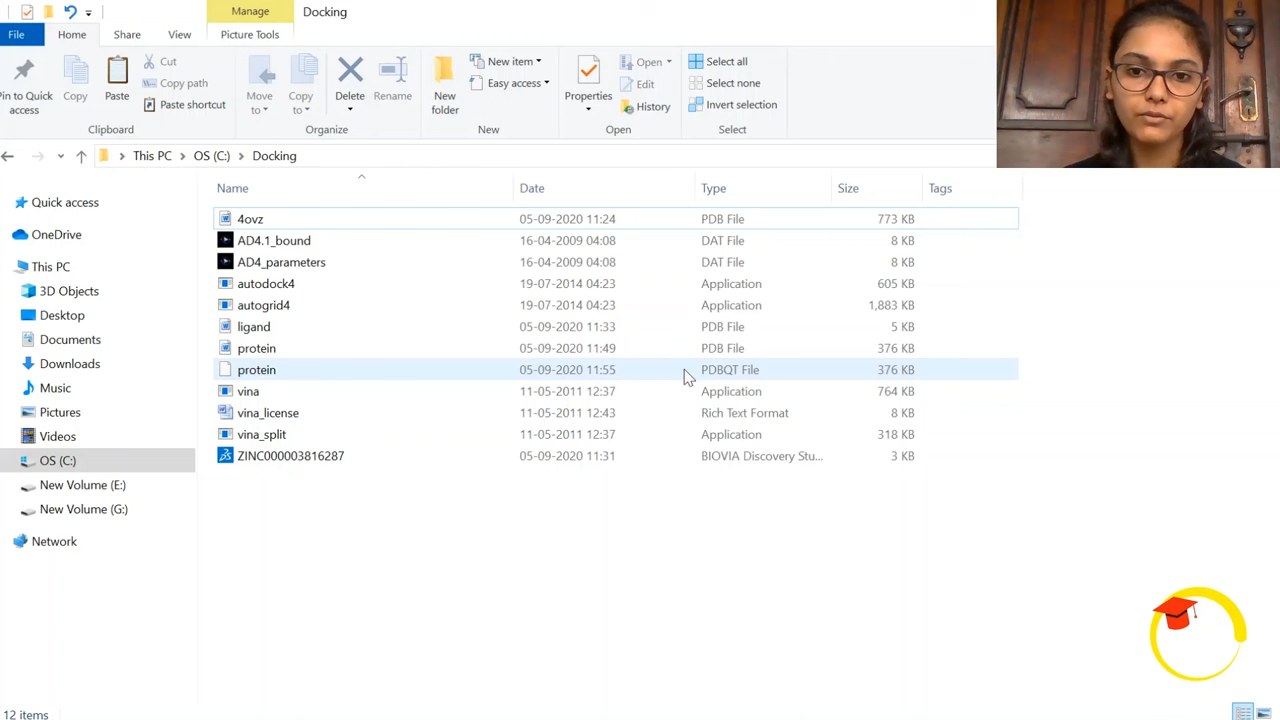 Manage
Docking
File
Home
Share
View
Picture Tools
Pin to Quick access
Copy
Paste
Cut
Copy path
Paste shortcut
Move to
Copy to
Delete
Rename
New folder
New item
Easy access
Properties
Open
Edit
History
Select all
Select none
Invert selection
Clipboard
Organize
New
Open
Select
This PC
OS (C:)
Docking
Name
Date
Type
Size
Tags
Quick access
OneDrive
This PC
3D Objects
Desktop
Documents
Downloads
Music
Pictures
Videos
OS (C:)
New Volume (E:)
New Volume (G:)
Network
4ovz 05-09-2020 11:24 PDB File 773 KB
AD4.1_bound 16-04-2009 04:08 DAT File 8 KB
AD4_parameters 16-04-2009 04:08 DAT File 8 KB
autodock4 19-07-2014 04:23 Application 605 KB
autogrid4 19-07-2014 04:23 Application 1,883 KB
ligand 05-09-2020 11:33 PDB File 5 KB
protein 05-09-2020 11:49 PDB File 376 KB
protein 05-09-2020 11:55 PDBQT File 376 KB
vina 11-05-2011 12:37 Application 764 KB
vina_license 11-05-2011 12:43 Rich Text Format 8 KB
vina_split 11-05-2011 12:37 Application 318 KB
ZINC000003816287 05-09-2020 11:31 BIOVIA Discovery Stu... 3 KB
12 items